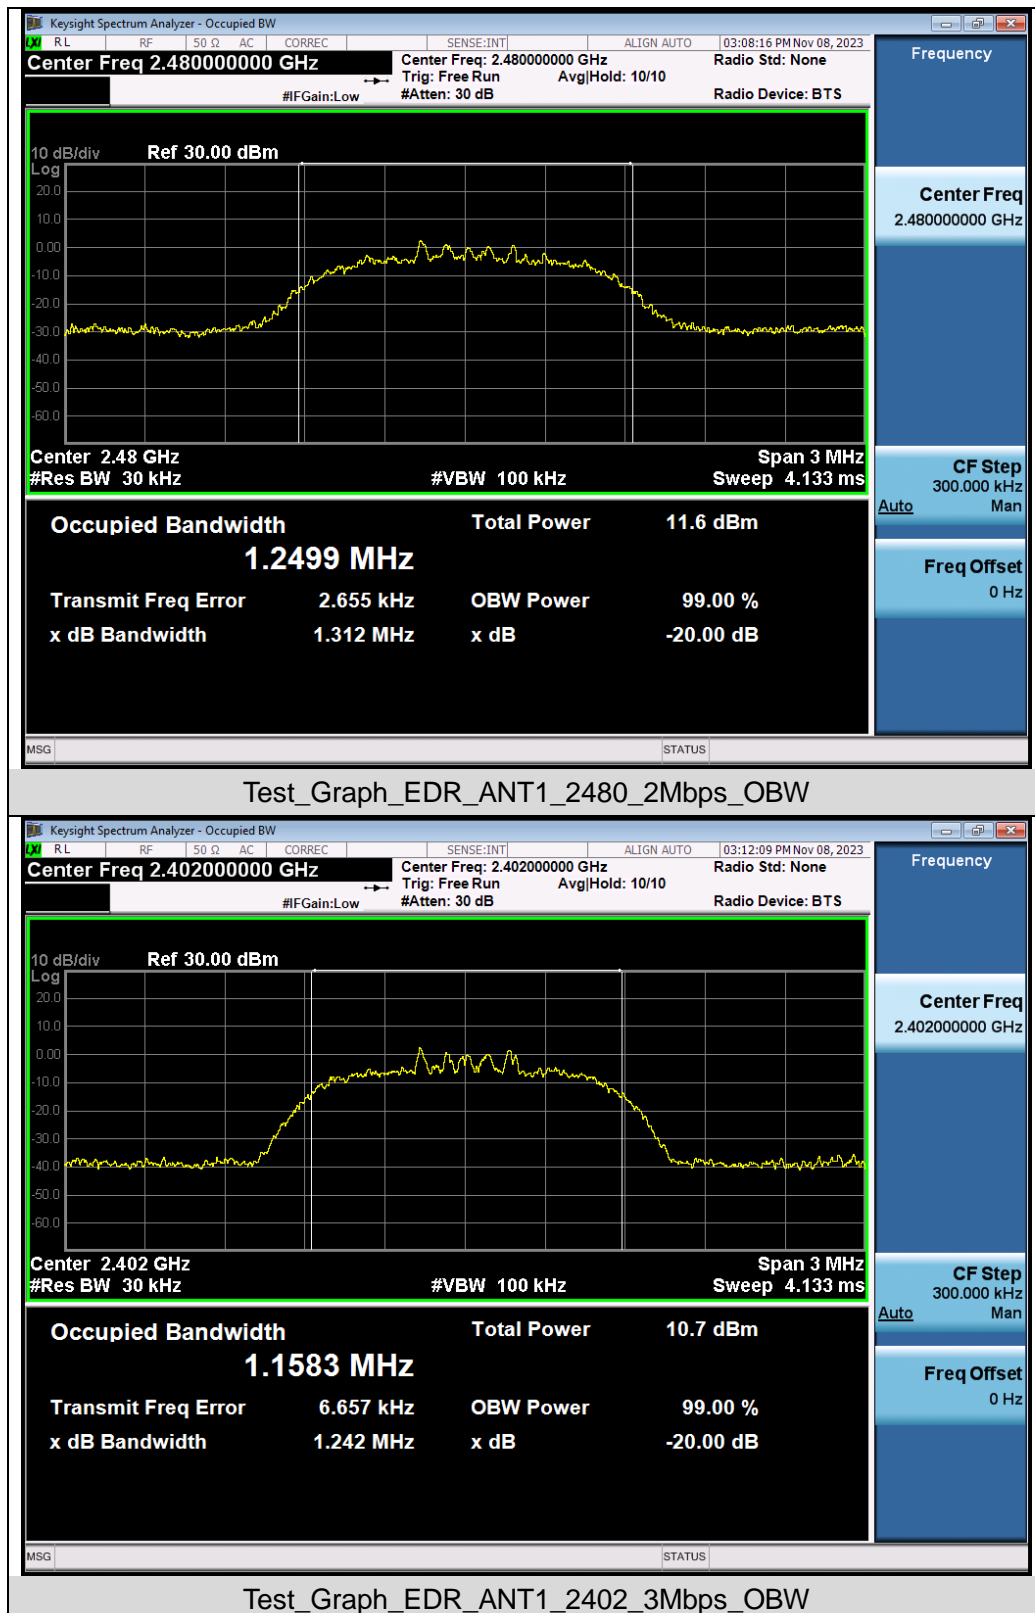 Keysight Spectrum Analyzer - Occupied BW
LXI RL RF 50 Ω AC CORREC SENSE:INT ALIGN AUTO 03:08:16 PM Nov 08, 2023
Center Freq 2.480000000 GHz
Center Freq: 2.480000000 GHz
Radio Std: None
Trig: Free Run Avg|Hold: 10/10
#IFGain:Low
#Atten: 30 dB
Radio Device: BTS
10 dB/div Ref 30.00 dBm
Log
20.0
10.0
0.00
-10.0
-20.0
-30.0
-40.0
-50.0
-60.0
Center 2.48 GHz Span 3 MHz
#Res BW 30 kHz #VBW 100 kHz Sweep 4.133 ms
Occupied Bandwidth Total Power 11.6 dBm
1.2499 MHz
Transmit Freq Error 2.655 kHz OBW Power 99.00 %
x dB Bandwidth 1.312 MHz x dB -20.00 dB
MSG STATUS
Frequency
Center Freq
2.480000000 GHz
CF Step
300.000 kHz
Auto Man
Freq Offset
0 Hz
Test_Graph_EDR_ANT1_2480_2Mbps_OBW
Keysight Spectrum Analyzer - Occupied BW
LXI RL RF 50 Ω AC CORREC SENSE:INT ALIGN AUTO 03:12:09 PM Nov 08, 2023
Center Freq 2.402000000 GHz
Center Freq: 2.402000000 GHz
Radio Std: None
Trig: Free Run Avg|Hold: 10/10
#IFGain:Low
#Atten: 30 dB
Radio Device: BTS
10 dB/div Ref 30.00 dBm
Log
20.0
10.0
0.00
-10.0
-20.0
-30.0
-40.0
-50.0
-60.0
Center 2.402 GHz Span 3 MHz
#Res BW 30 kHz #VBW 100 kHz Sweep 4.133 ms
Occupied Bandwidth Total Power 10.7 dBm
1.1583 MHz
Transmit Freq Error 6.657 kHz OBW Power 99.00 %
x dB Bandwidth 1.242 MHz x dB -20.00 dB
MSG STATUS
Frequency
Center Freq
2.402000000 GHz
CF Step
300.000 kHz
Auto Man
Freq Offset
0 Hz
Test_Graph_EDR_ANT1_2402_3Mbps_OBW